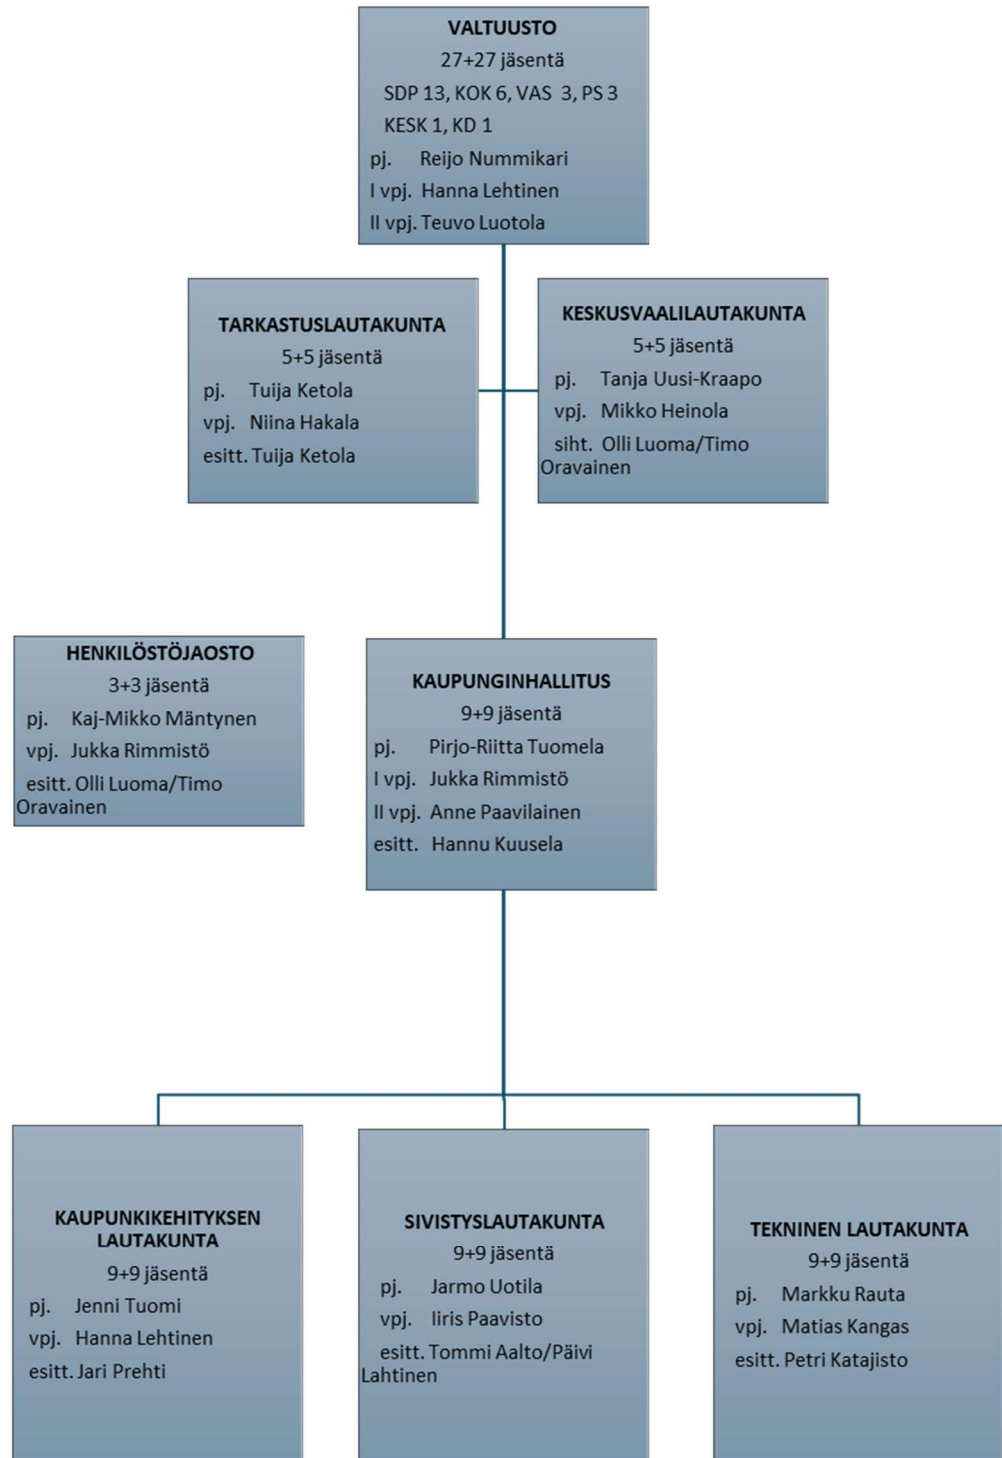 VALTUUSTO
27+27 jäsentä
SDP 13, KOK 6, VAS 3, PS 3
KESK 1, KD 1
pj. Reijo Nummikari
I vpj. Hanna Lehtinen
II vpj. Teuvo Luotola
TARKASTUSLAUTAKUNTA
5+5 jäsentä
pj. Tuija Ketola
vpj. Niina Hakala
esitt. Tuija Ketola
KESKUSVAALILAUTAKUNTA
5+5 jäsentä
pj. Tanja Uusi-Kraapo
vpj. Mikko Heinola
siht. Olli Luoma/Timo
Oravainen
HENKILÖSTÖJAOSTO
3+3 jäsentä
pj. Kaj-Mikko Mäntynen
vpj. Jukka Rimmistö
esitt. Olli Luoma/Timo
Oravainen
KAUPUNGINHALLITUS
9+9 jäsentä
pj. Pirjo-Riitta Tuomela
I vpj. Jukka Rimmistö
II vpj. Anne Paavilainen
esitt. Hannu Kuusela
KAUPUNKIKEHITYKSEN
LAUTAKUNTA
9+9 jäsentä
pj. Jenni Tuomi
vpj. Hanna Lehtinen
esitt. Jari Prehti
SIVISTYSLAUTAKUNTA
9+9 jäsentä
pj. Jarmo Uotila
vpj. Iiris Paavisto
esitt. Tommi Aalto/Päivi
Lahtinen
TEKNINEN LAUTAKUNTA
9+9 jäsentä
pj. Markku Rauta
vpj. Matias Kangas
esitt. Petri Katajisto